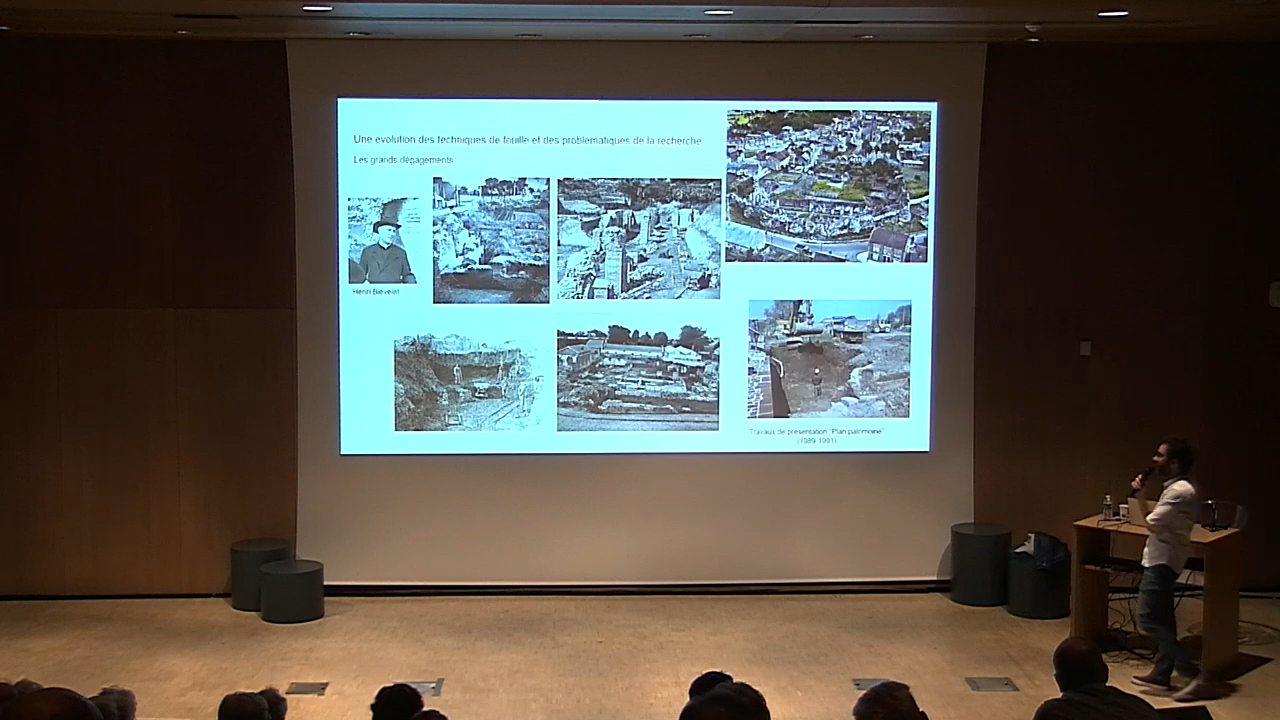 Une évolution des techniques de fouille et des problématiques de la recherche
Les grands dégagements
Henri Biévelet
Travaux de présentation "Plan patrimoine"
(1989-1991)